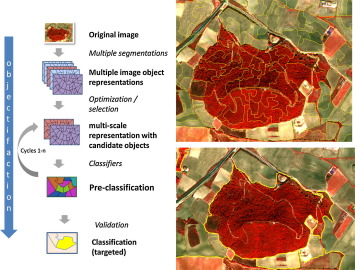 objectifaction
Original image
Multiple segmentations
Multiple image object
representations
Optimization /
selection
multi-scale
representation with
candidate objects
Cycles 1-n
Classifiers
Pre-classification
Validation
Classification
(targeted)